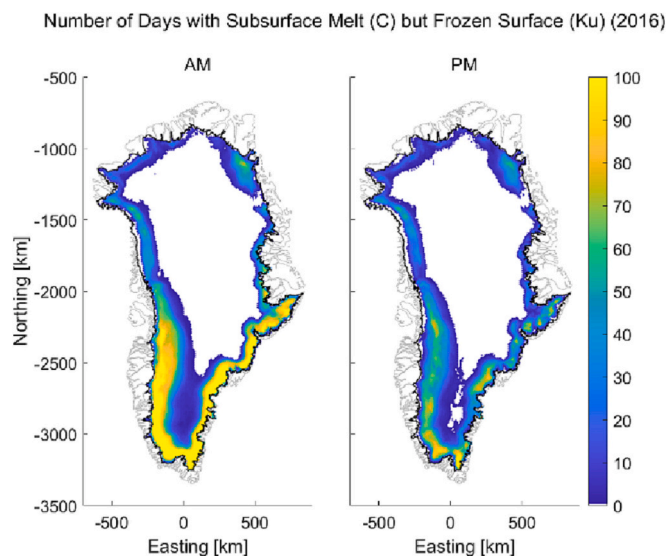 Number of Days with Subsurface Melt (C) but Frozen Surface (Ku) (2016)
AM
PM
-500
-1000
-1500
-2000
-2500
-3000
-3500
Northing [km]
-500 0 500
-500 0 500
Easting [km]
Easting [km]
100
90
80
70
60
50
40
30
20
10
0